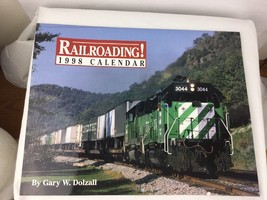 RAILROADING!
1998 CALENDAR
3044 3044
By Gary W. Dolzall